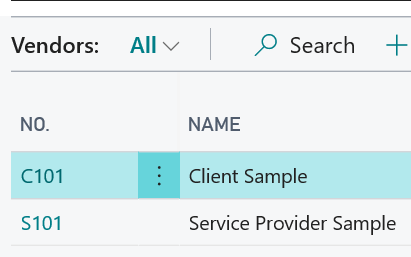 Vendors: All Search
NO. NAME
C101 Client Sample
S101 Service Provider Sample